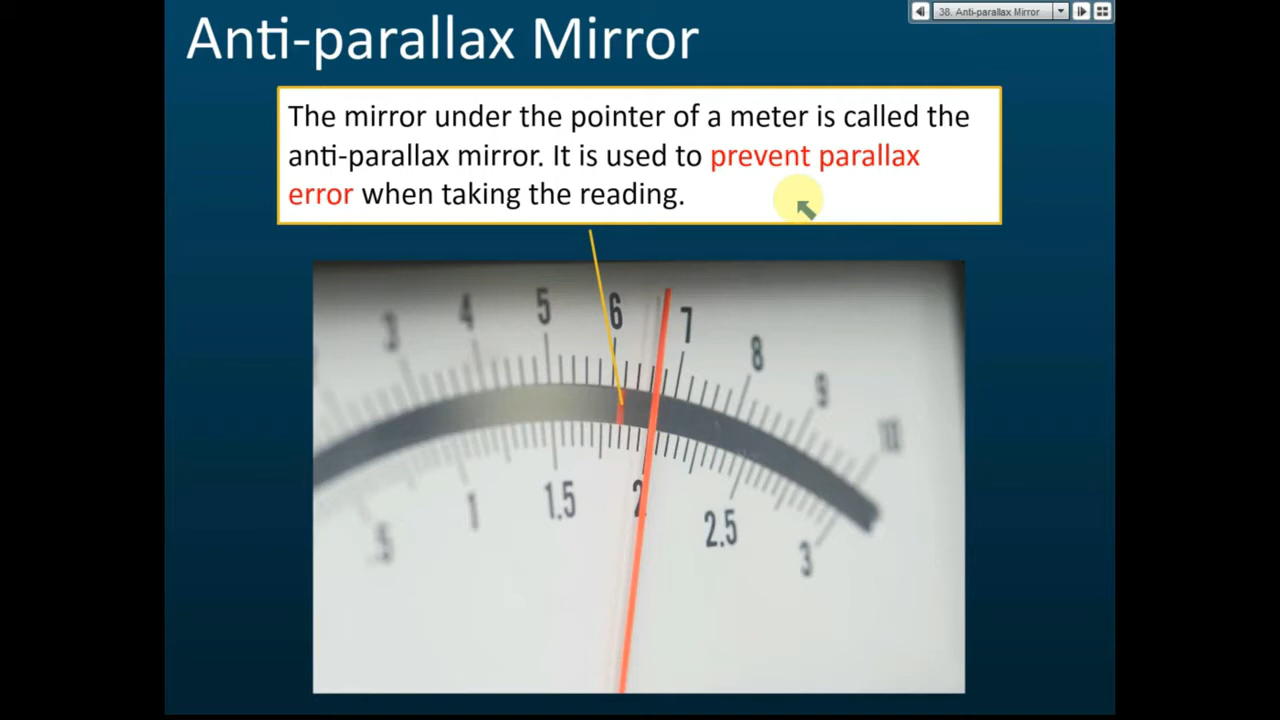 38. Anti-parallax Mirror
Anti-parallax Mirror
The mirror under the pointer of a meter is called the
anti-parallax mirror. It is used to prevent parallax
error when taking the reading.
3 4 5 6 7 8 9 10
.5 1 1.5 2 2.5 3